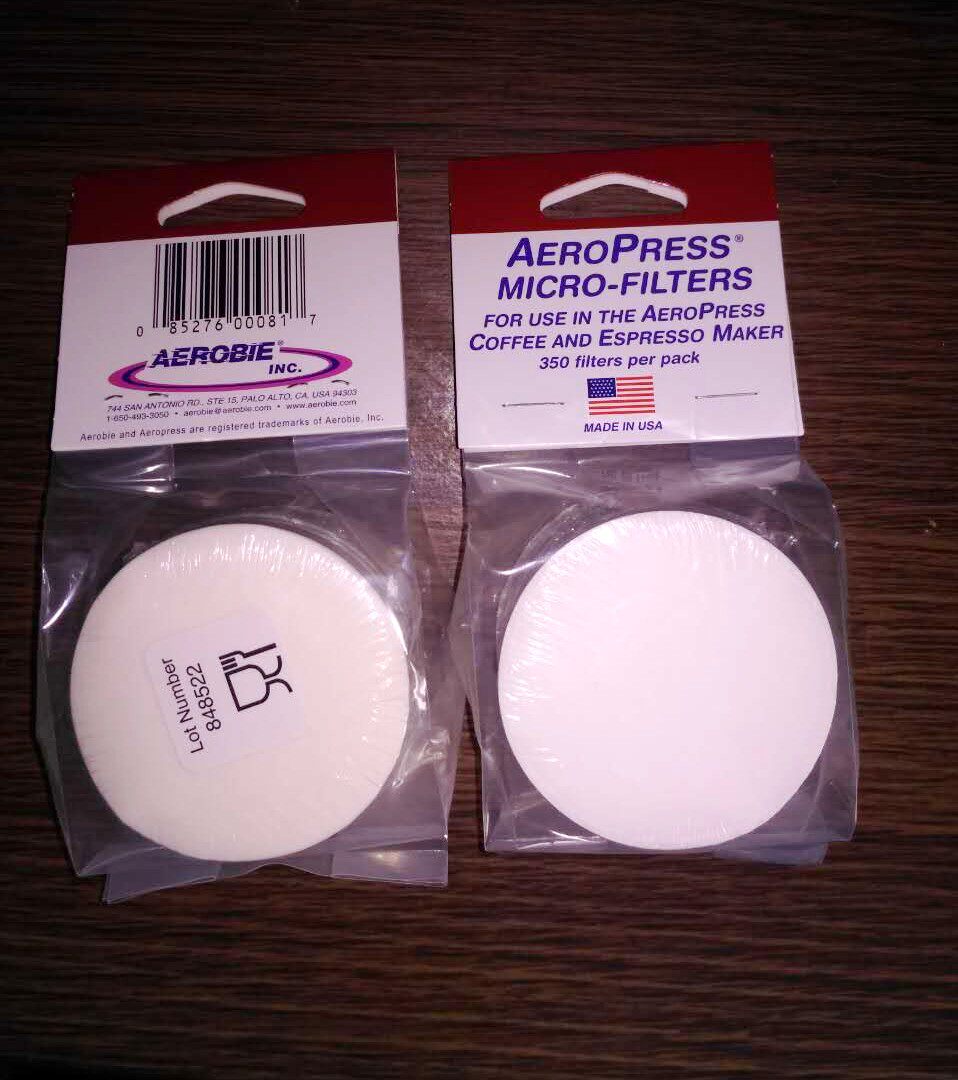 0 85276 00081 7
AEROBIE®
INC.
744 SAN ANTONIO RD., STE 15, PALO ALTO, CA, USA 94303
1-650-493-3050 • aerobie@aerobie.com • www.aerobie.com
Aerobie and Aeropress are registered trademarks of Aerobie, Inc.
Lot Number
848522
AEROPRESS®
MICRO-FILTERS
FOR USE IN THE AEROPRESS
COFFEE AND ESPRESSO MAKER
350 filters per pack
MADE IN USA